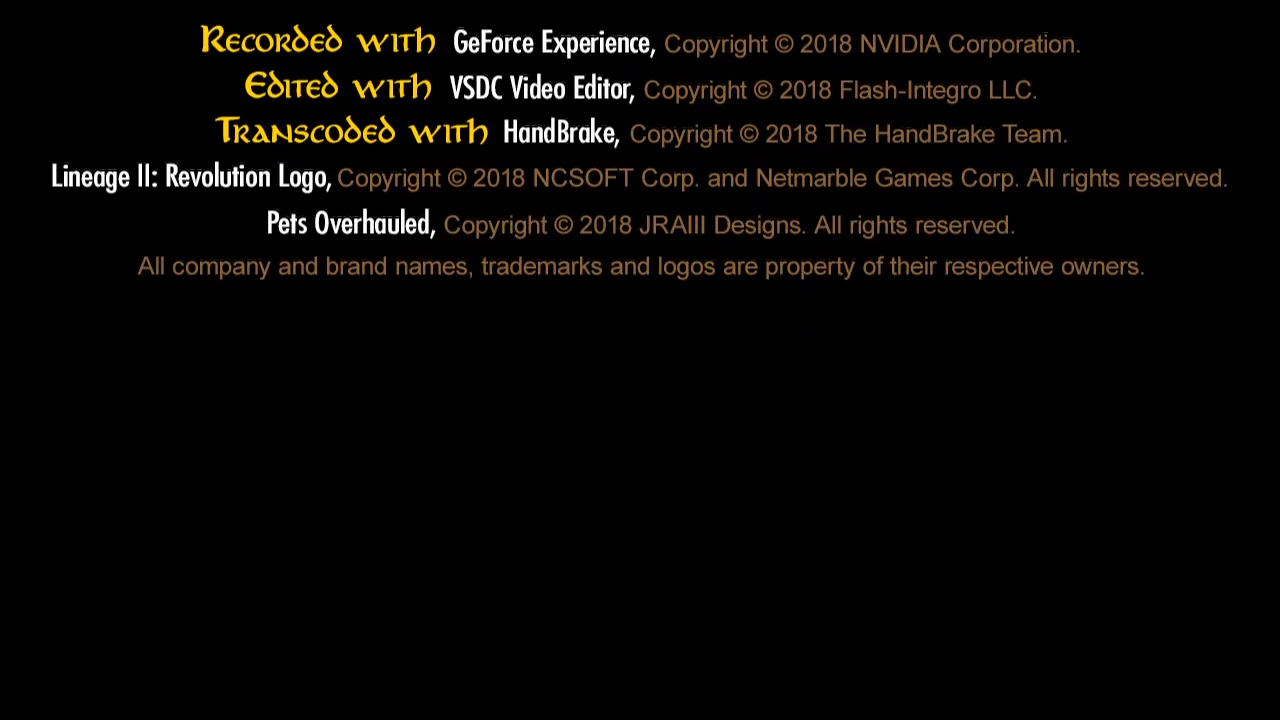 Recorded with GeForce Experience, Copyright © 2018 NVIDIA Corporation.
Edited with VSDC Video Editor, Copyright © 2018 Flash-Integro LLC.
Transcoded with HandBrake, Copyright © 2018 The HandBrake Team.
Lineage II: Revolution Logo, Copyright © 2018 NCSOFT Corp. and Netmarble Games Corp. All rights reserved.
Pets Overhauled, Copyright © 2018 JRAIII Designs. All rights reserved.
All company and brand names, trademarks and logos are property of their respective owners.